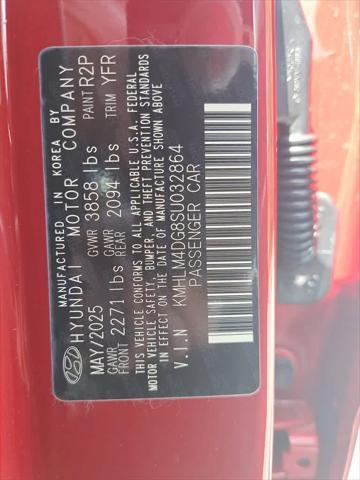 MANUFACTURED IN KOREA BY
HYUNDAI MOTOR COMPANY
MAY/2025 GVWR 3858 lbs PAINT TR2P
GAWR FRONT 2271 lbs GAWR REAR 2094 lbs TRIM YFR
THIS VEHICLE CONFORMS TO ALL APPLICABLE U.S.A. FEDERAL
MOTOR VEHICLE SAFETY, BUMPER, AND THEFT PREVENTION STANDARDS
IN EFFECT ON THE DATE OF MANUFACTURE SHOWN ABOVE
V.I.N KMHLM4DG8SU032864
PASSENGER CAR